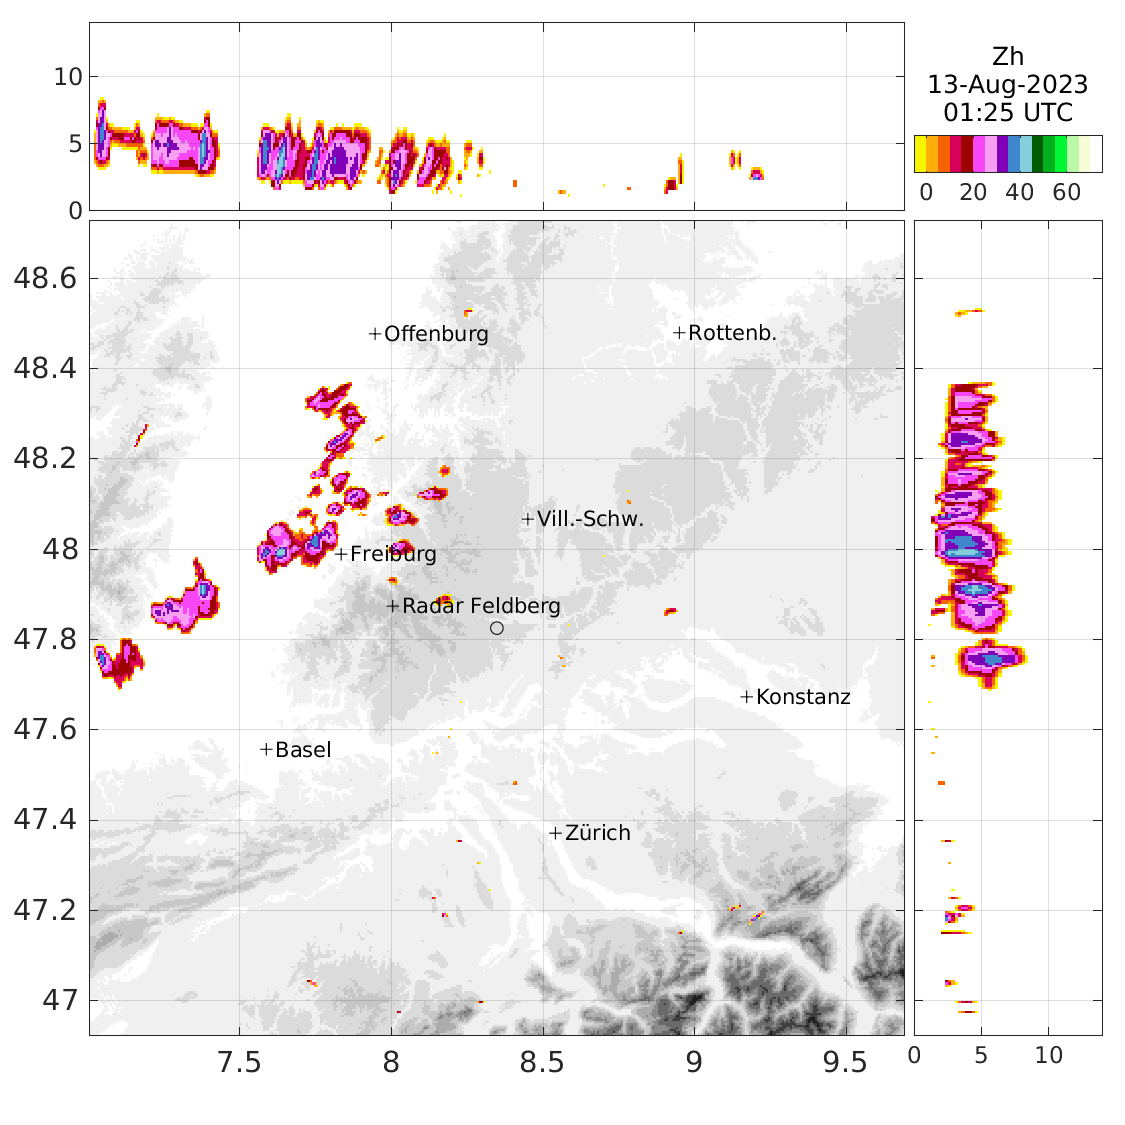 Zh
13-Aug-2023
01:25 UTC
0 20 40 60
10
5
0
48.6
48.4
48.2
48
47.8
47.6
47.4
47.2
47
+Offenburg
+Rottenb.
+Vill.-Schw.
+Freiburg
+Radar Feldberg
+Konstanz
+Basel
+Zürich
7.5 8 8.5 9 9.5
0 5 10